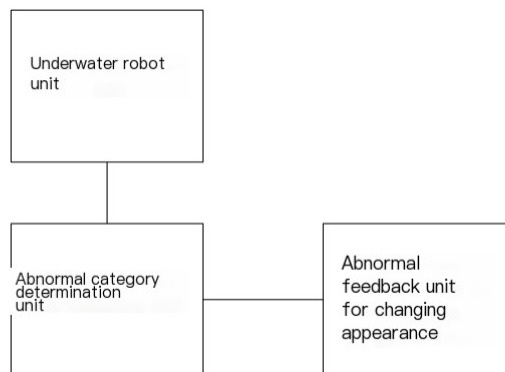 Underwater robot
unit
Abnormal category
determination
unit
Abnormal
feedback unit
for changing
appearance